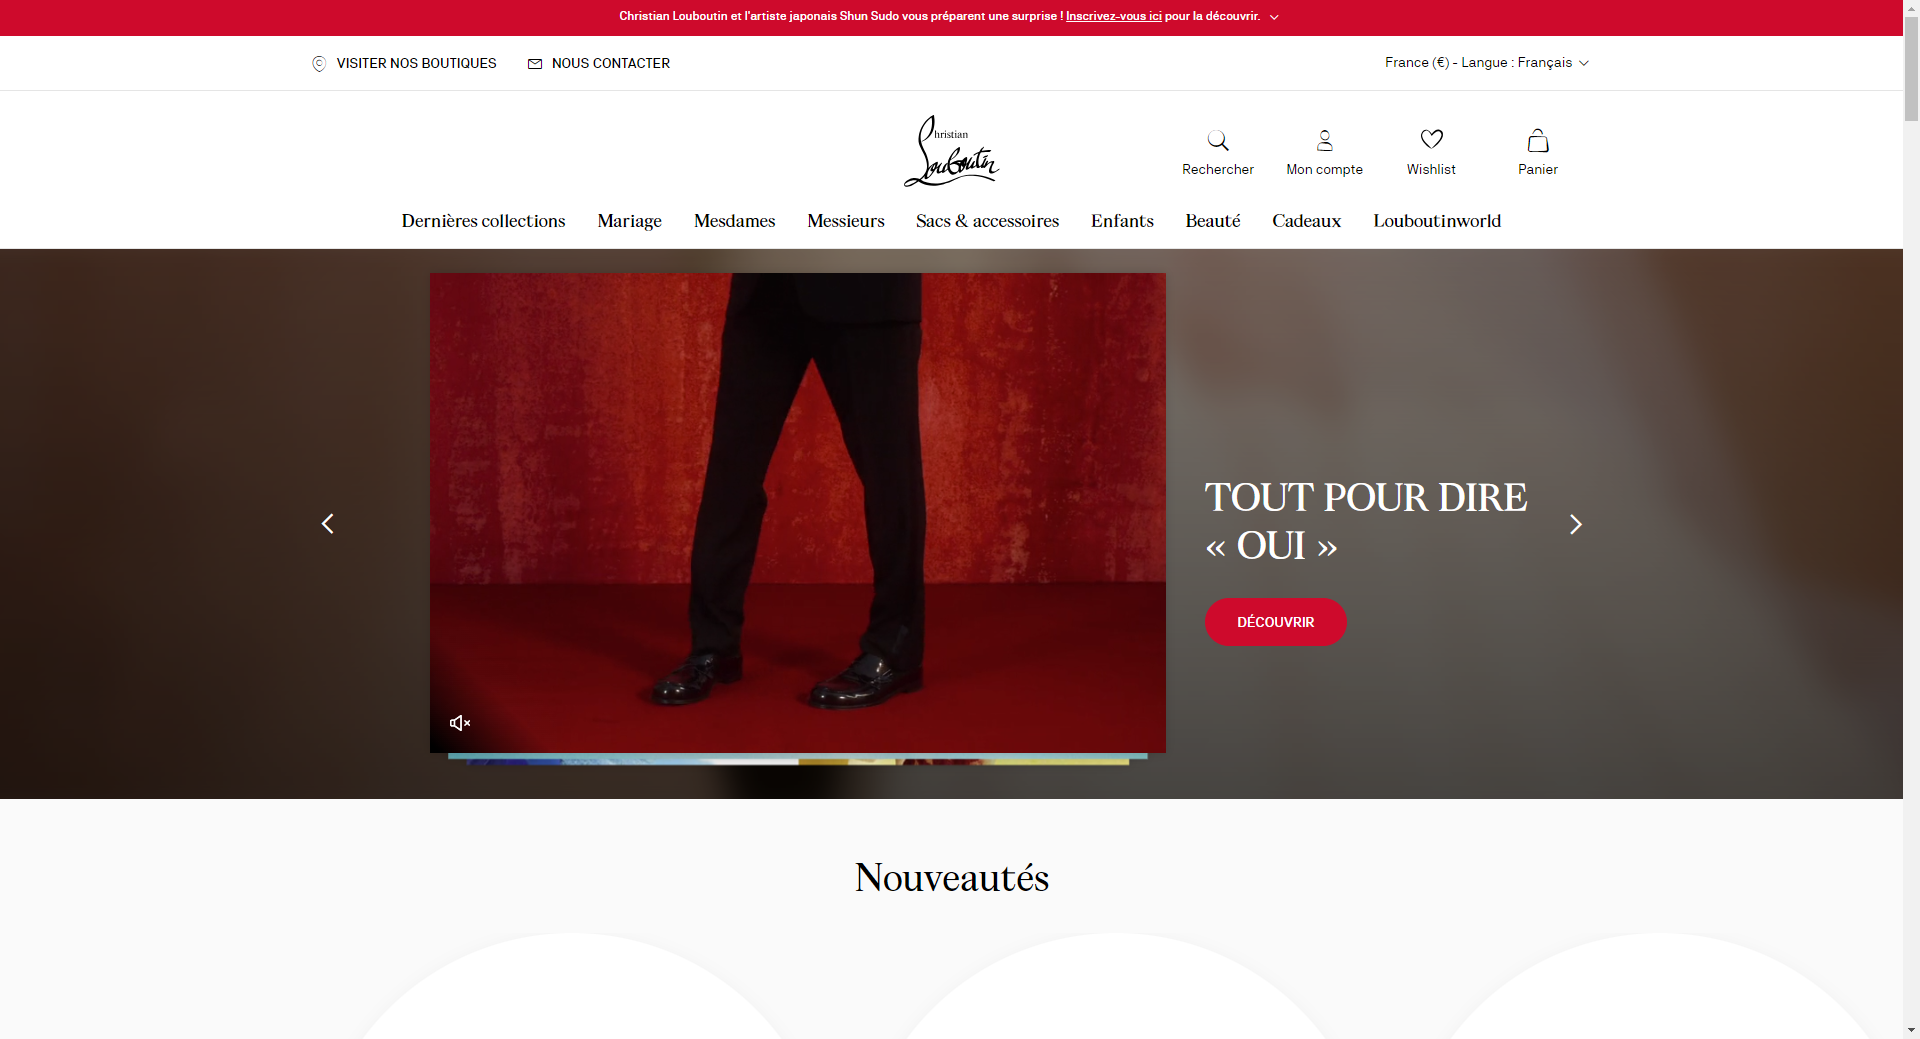 Christian Louboutin et l'artiste japonais Shun Sudo vous préparent une surprise ! Inscrivez-vous ici pour la découvrir.
VISITER NOS BOUTIQUES
NOUS CONTACTER
France (€) - Langue : Français
Christian
Louboutin
Rechercher
Mon compte
Wishlist
Panier
Dernières collections
Mariage
Mesdames
Messieurs
Sacs & accessoires
Enfants
Beauté
Cadeaux
Louboutinworld
TOUT POUR DIRE
« OUI »
DÉCOUVRIR
Nouveautés